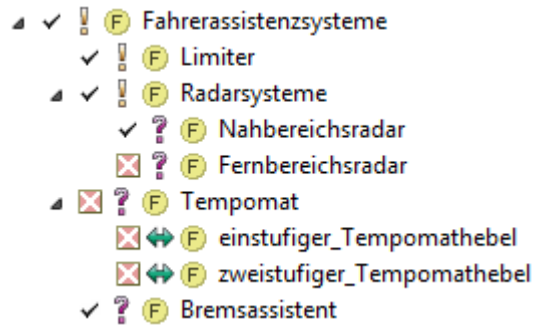 F Fahrerassistenzsysteme
F Limiter
F Radarsysteme
? F Nahbereichsradar
? F Fernbereichsradar
? F Tempomat
F einstufiger_Tempomathebel
F zweistufiger_Tempomathebel
? F Bremsassistent